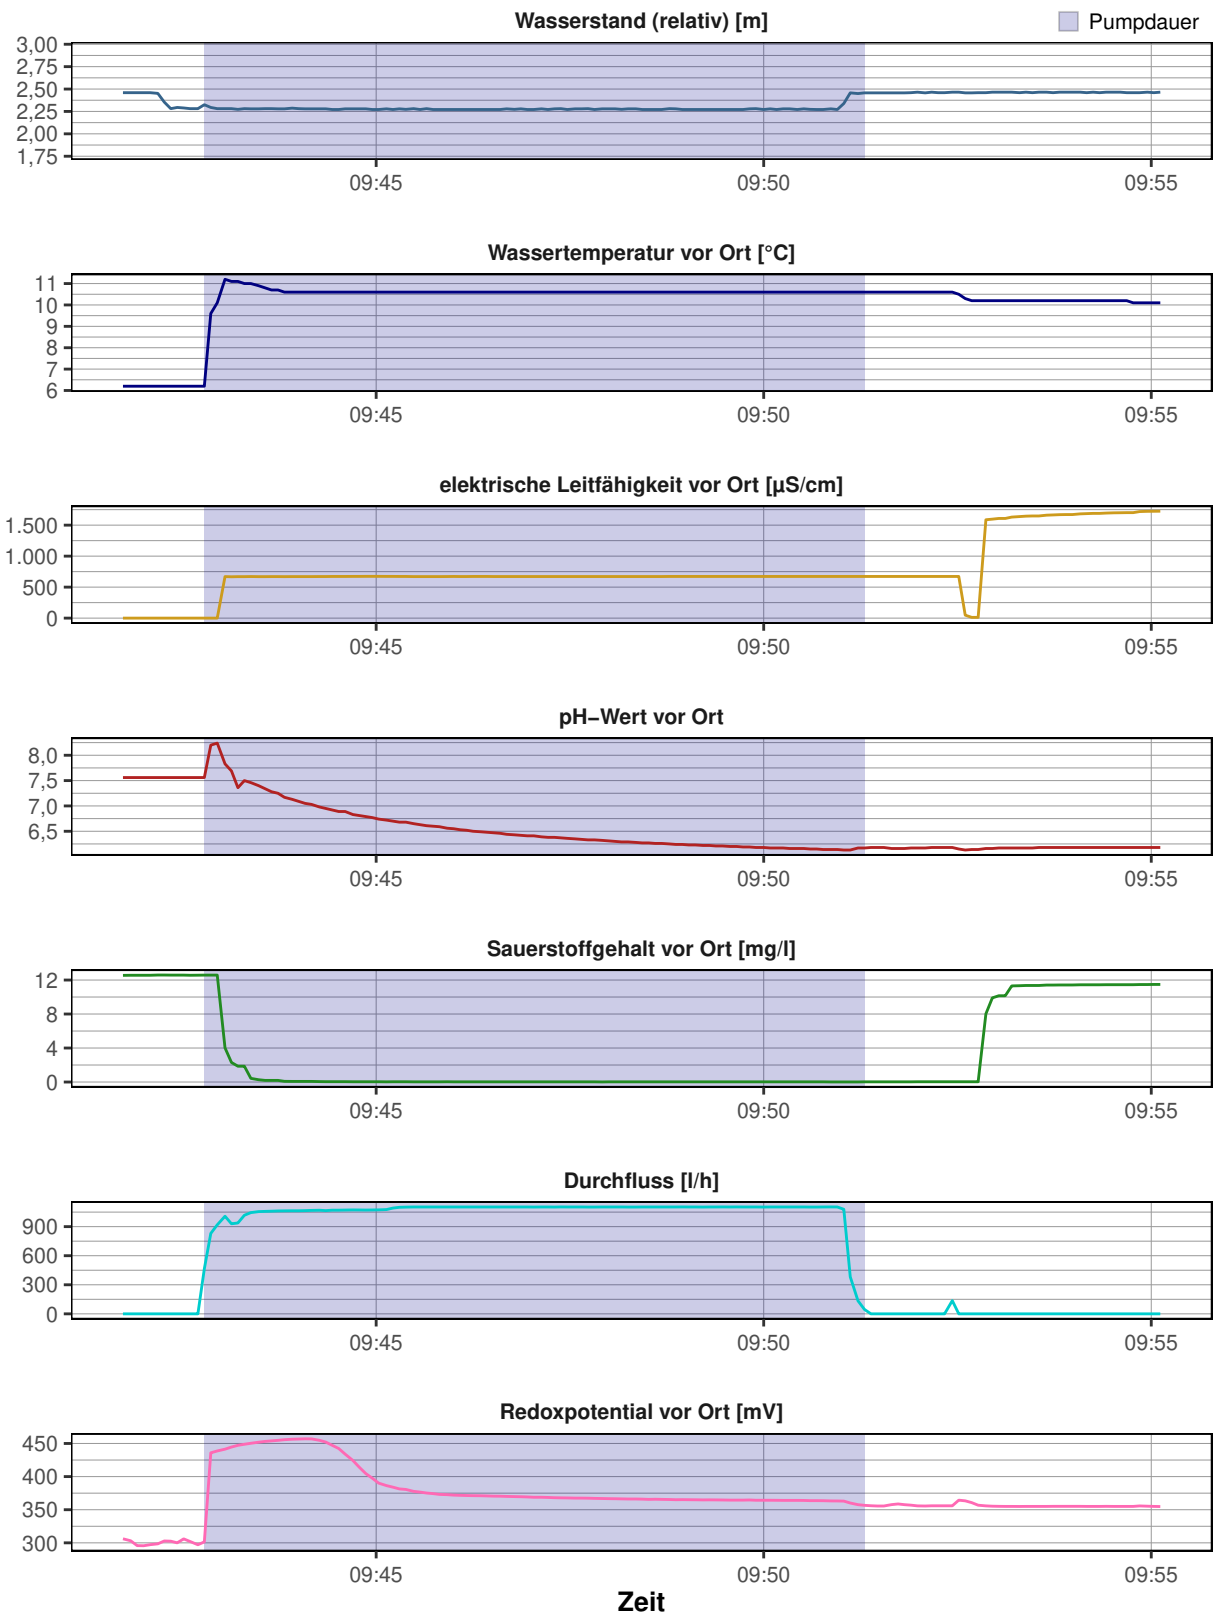 Wasserstand (relativ) [m]
Pumpdauer
3,00
2,75
2,50
2,25
2,00
1,75
09:45 09:50 09:55
Wassertemperatur vor Ort [°C]
11
10
9
8
7
6
09:45 09:50 09:55
elektrische Leitfähigkeit vor Ort [µS/cm]
1.500
1.000
500
0
09:45 09:50 09:55
pH−Wert vor Ort
8,0
7,5
7,0
6,5
09:45 09:50 09:55
Sauerstoffgehalt vor Ort [mg/l]
12
8
4
0
09:45 09:50 09:55
Durchfluss [l/h]
900
600
300
0
09:45 09:50 09:55
Redoxpotential vor Ort [mV]
450
400
350
300
09:45 09:50 09:55
Zeit